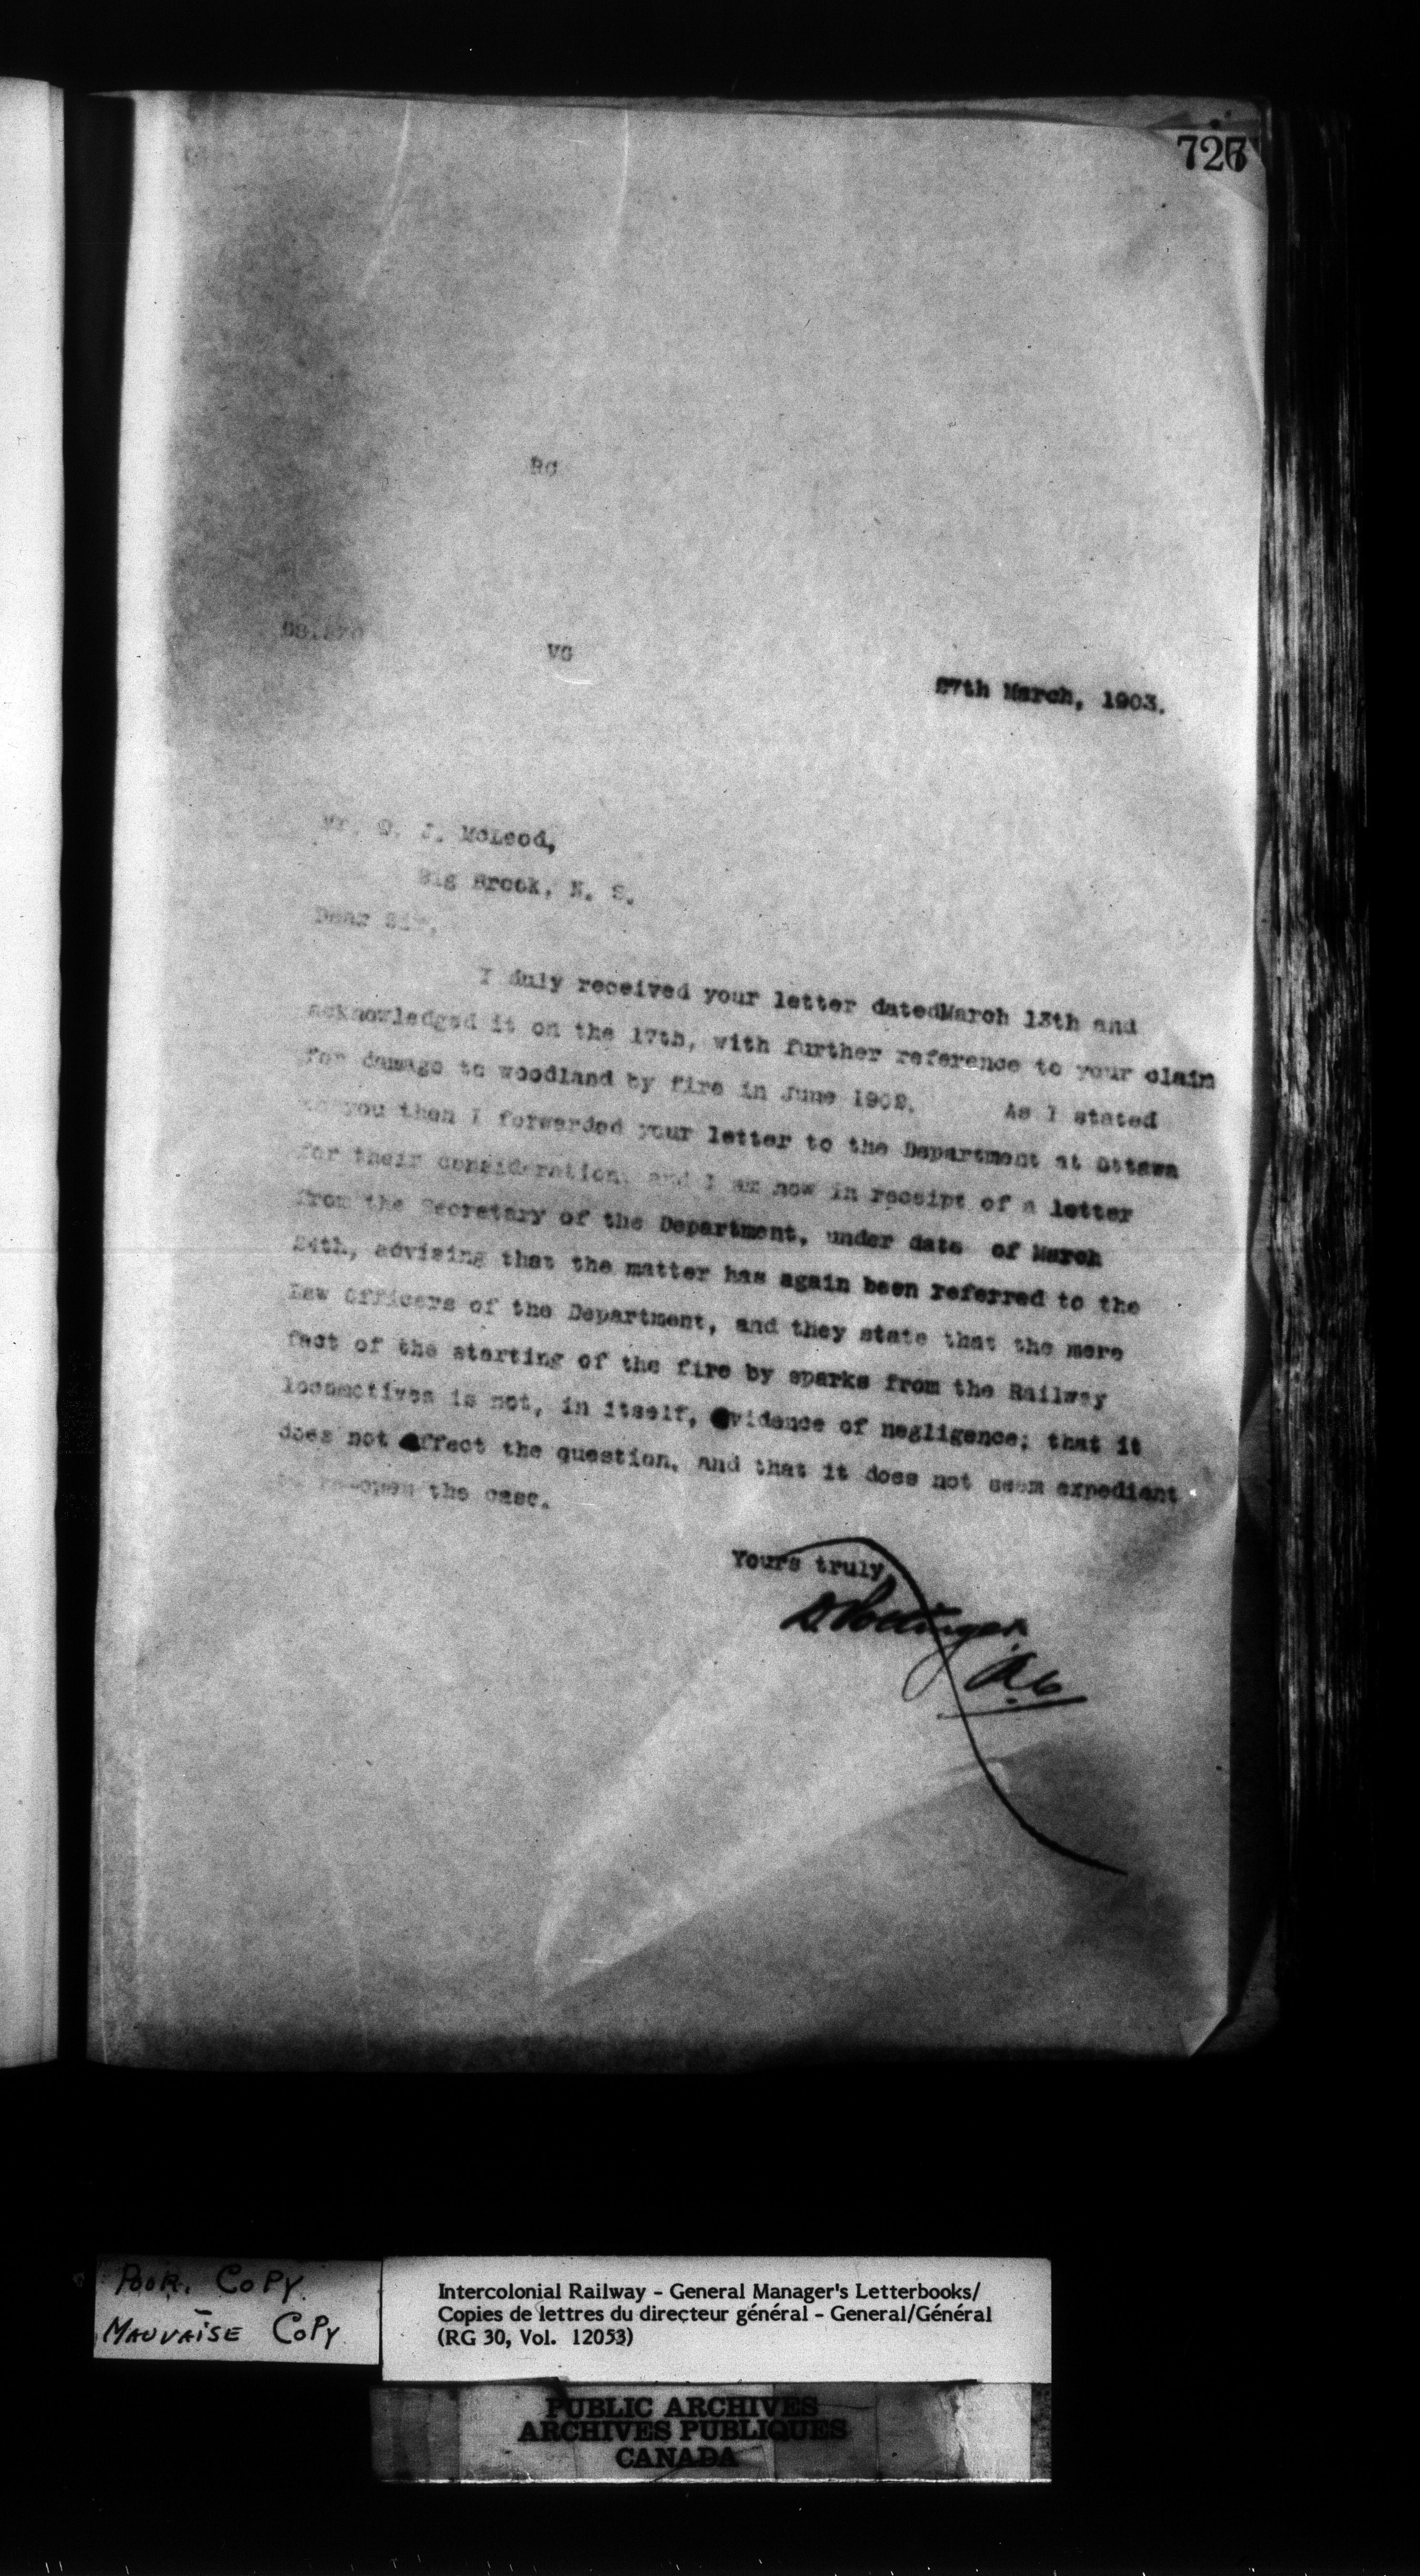 RG
VG
27th March, 1903.
Mr. D. J. McLeod,
Big Brook, N. S.
Dear Sir,
I duly received your letter datedMarch 13th and
acknowledged it on the 17th, with further reference to your claim
for damage to woodland by fire in June 1902. As I stated
to you then I forwarded your letter to the Department at Ottawa
for their consideration, and I am now in receipt of a letter
from the Secretary of the Department, under date of March
24th, advising that the matter has again been referred to the
Law Officers of the Department, and they state that the mere
fact of the starting of the fire by sparks from the Railway
locomotives is not, in itself, evidence of negligence; that it
does not affect the question, and that it does not seem expedient
to re-open the case.
Yours truly
D. Pottinger
POOR. COPY.
MAUVAISE COPY
Intercolonial Railway - General Manager's Letterbooks/
Copies de lettres du directeur général - General/Général
(RG 30, Vol. 12053)
PUBLIC ARCHIVES
ARCHIVES PUBLIQUES
CANADA